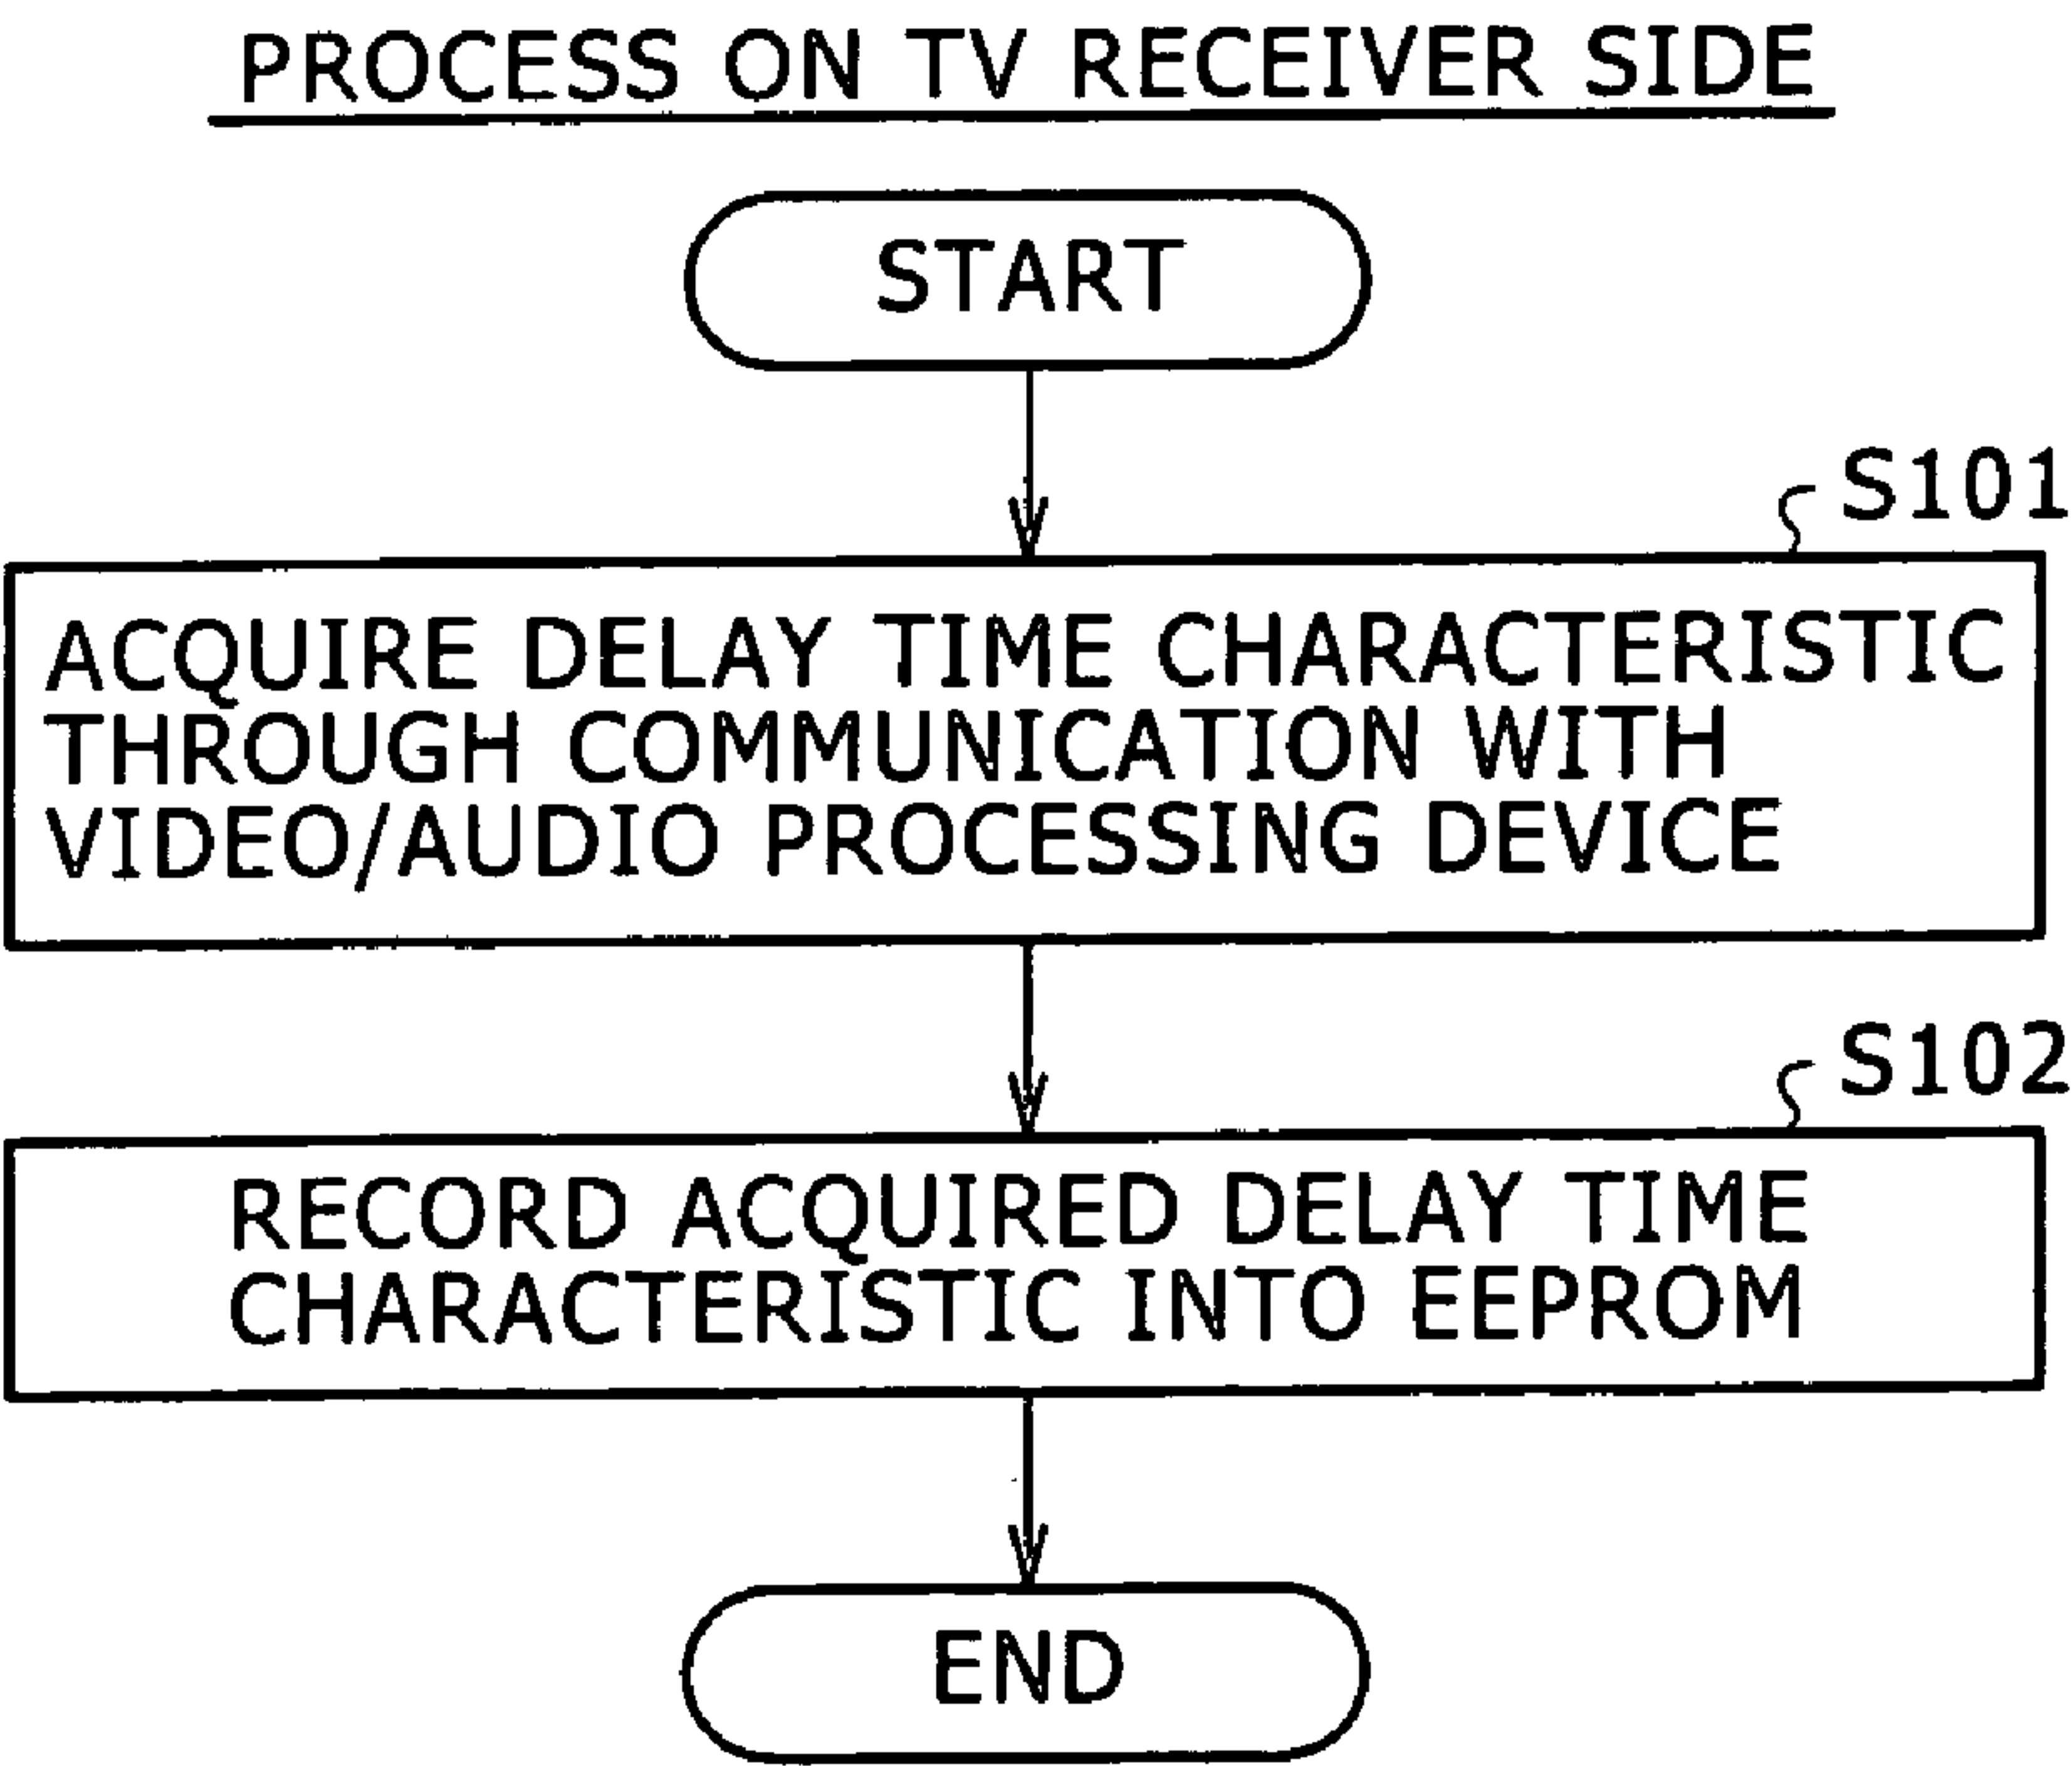 PROCESS ON TV RECEIVER SIDE
START
S101
ACQUIRE DELAY TIME CHARACTERISTIC
THROUGH COMMUNICATION WITH
VIDEO/AUDIO PROCESSING DEVICE
S102
RECORD ACQUIRED DELAY TIME
CHARACTERISTIC INTO EEPROM
END